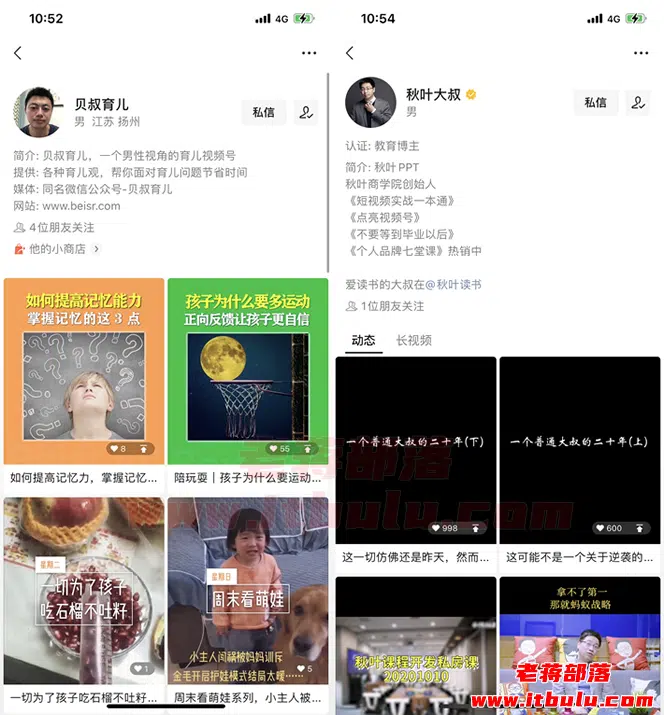 10:52
4G
贝叔育儿
男 江苏 扬州
私信
简介: 贝叔育儿，一个男性视角的育儿视频号
提供: 各种育儿观，帮你面对育儿问题节省时间
媒体: 同名微信公众号-贝叔育儿
网站: www.beisr.com
4位朋友关注
他的小商店
如何提高记忆能力
掌握记忆的这 3 点
8
如何提高记忆力，掌握记忆...
孩子为什么要多运动
正向反馈让孩子更自信
55
陪玩耍丨孩子为什么要运动...
星期二
一切为了孩子
吃石榴不吐籽
1
一切为了孩子吃石榴不吐籽...
星期日
周末看萌娃
小主人闯祸被妈妈训斥
金毛开启护娃模式结局太暖……
5
周末看萌娃系列，小主人被...
10:54
4G
秋叶大叔
男
私信
认证: 教育博主
简介: 秋叶PPT
秋叶商学院创始人
《短视频实战一本通》
《点亮视频号》
《不要等到毕业以后》
《个人品牌七堂课》热销中
爱读书的大叔在@秋叶读书
1位朋友关注
动态
长视频
一个普通大叔的二十年(下)
998
这一切仿佛还是昨天，然而...
一个普通大叔的二十年(上)
600
这可能不是一个关于逆袭的...
秋叶课程开发私房课
20201010
拿不了第一
那就蚂蚁战略
老蒋部落
www.itbulu.com
老蒋部落
www.itbulu.com